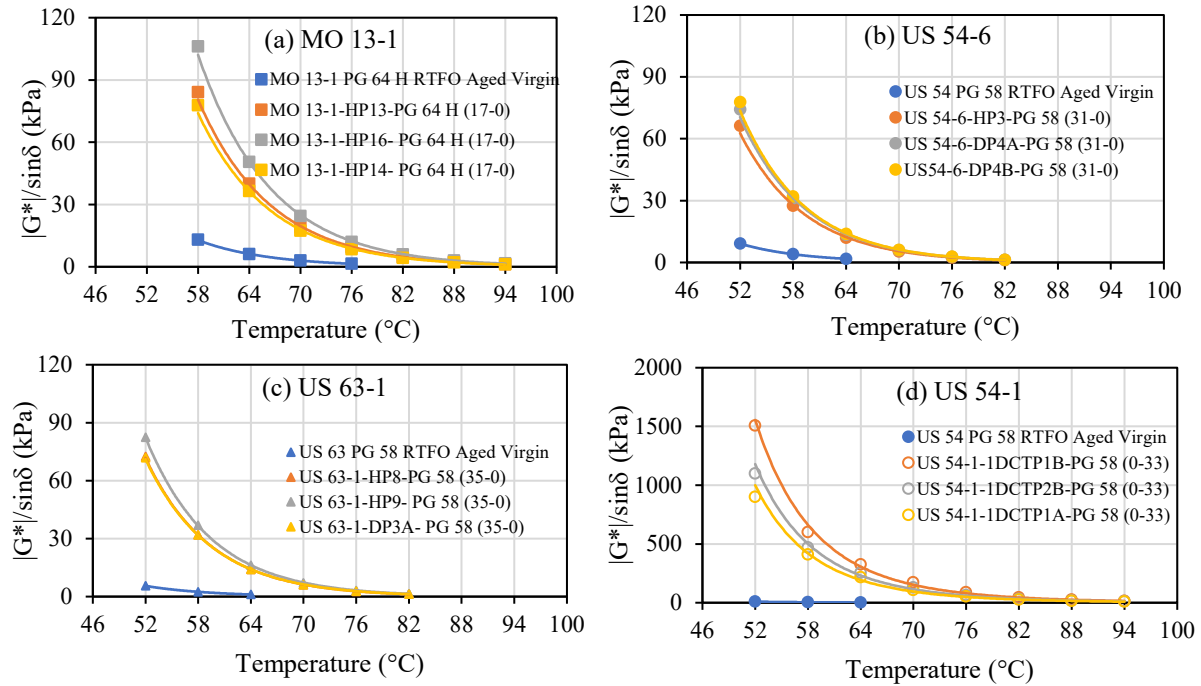 (a) MO 13-1
|G*|/sinδ (kPa)
120
90
60
30
0
MO 13-1 PG 64 H RTFO Aged Virgin
MO 13-1-HP13-PG 64 H (17-0)
MO 13-1-HP16- PG 64 H (17-0)
MO 13-1-HP14- PG 64 H (17-0)
46 52 58 64 70 76 82 88 94 100
Temperature (°C)
(b) US 54-6
|G*|/sinδ (kPa)
120
90
60
30
0
US 54 PG 58 RTFO Aged Virgin
US 54-6-HP3-PG 58 (31-0)
US 54-6-DP4A-PG 58 (31-0)
US54-6-DP4B-PG 58 (31-0)
46 52 58 64 70 76 82 88 94 100
Temperature (°C)
(c) US 63-1
|G*|/sinδ (kPa)
120
90
60
30
0
US 63 PG 58 RTFO Aged Virgin
US 63-1-HP8-PG 58 (35-0)
US 63-1-HP9- PG 58 (35-0)
US 63-1-DP3A- PG 58 (35-0)
46 52 58 64 70 76 82 88 94 100
Temperature (°C)
(d) US 54-1
|G*|/sinδ (kPa)
2000
1500
1000
500
0
US 54 PG 58 RTFO Aged Virgin
US 54-1-1DCTP1B-PG 58 (0-33)
US 54-1-1DCTP2B-PG 58 (0-33)
US 54-1-1DCTP1A-PG 58 (0-33)
46 52 58 64 70 76 82 88 94 100
Temperature (°C)